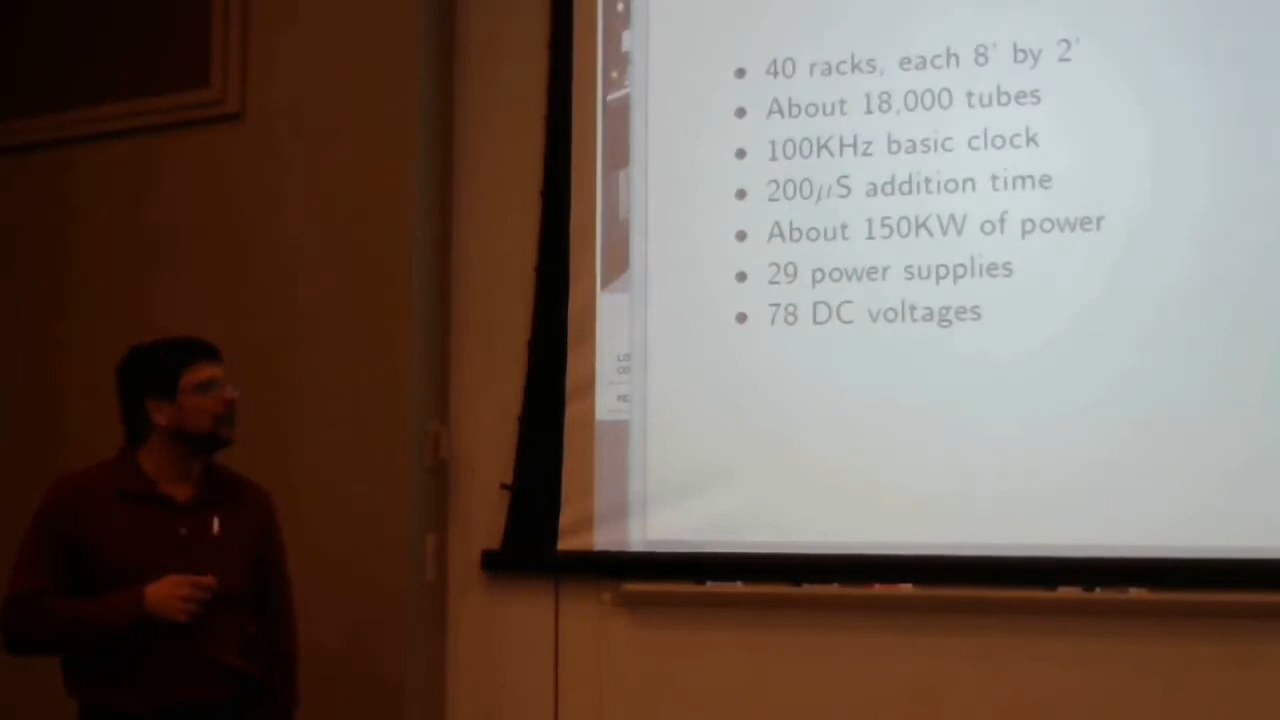 • 40 racks, each 8' by 2'
• About 18,000 tubes
• 100KHz basic clock
• 200μS addition time
• About 150KW of power
• 29 power supplies
• 78 DC voltages